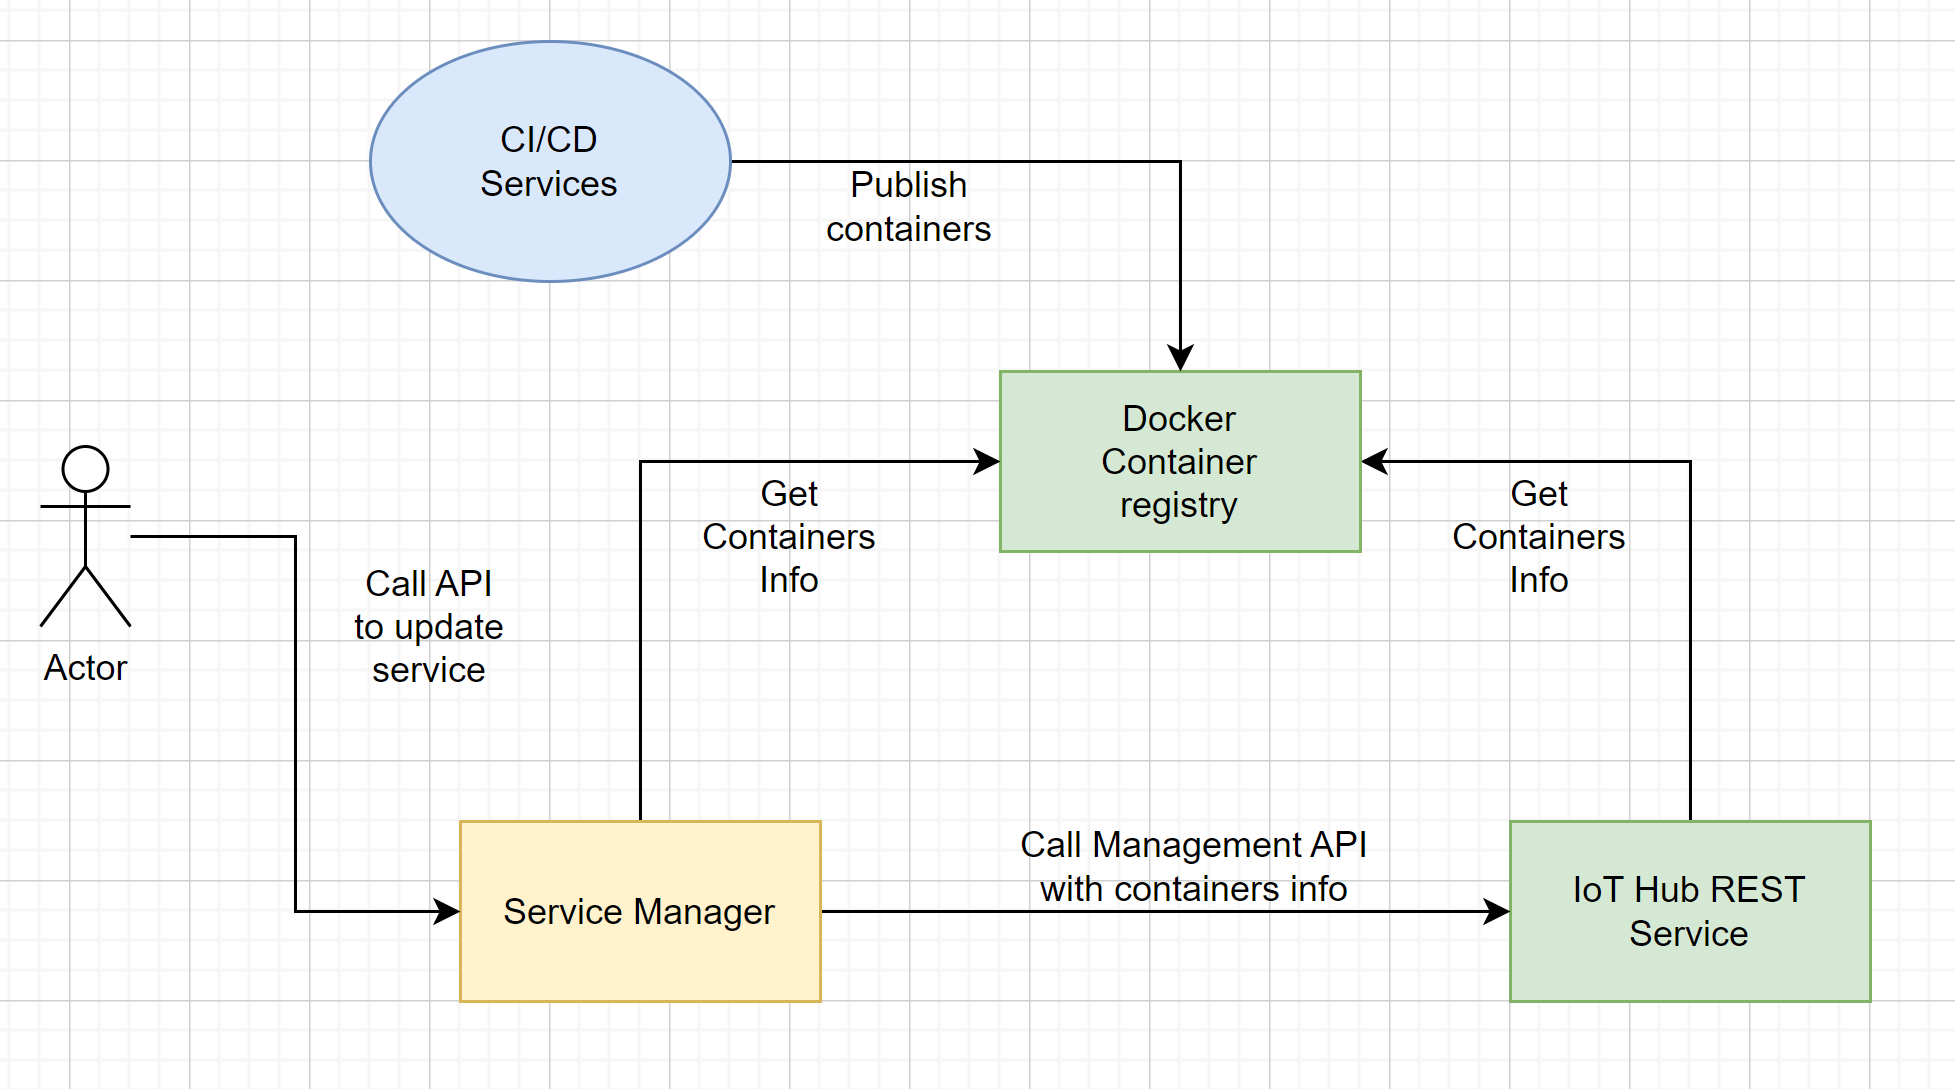 CI/CD
Services
Publish
containers
Docker
Container
registry
Get
Containers
Info
Get
Containers
Info
Call API
to update
service
Actor
Call Management API
with containers info
Service Manager
IoT Hub REST
Service